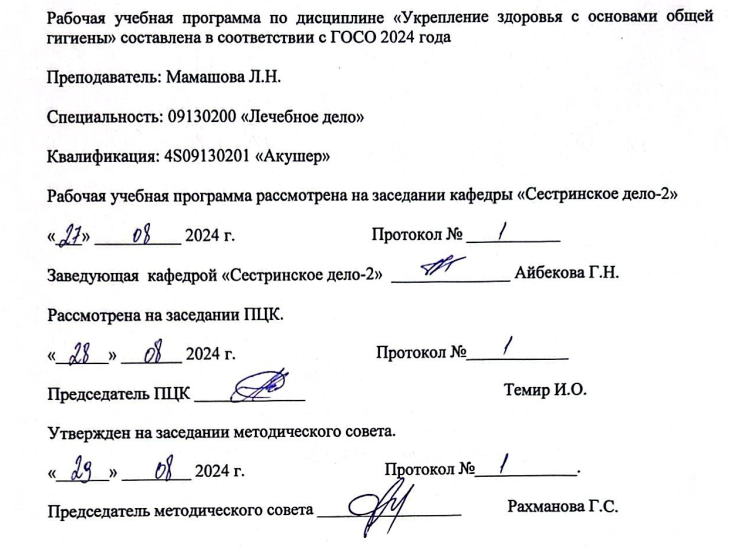 Рабочая учебная программа по дисциплине «Укрепление здоровья с основами общей
гигиены» составлена в соответствии с ГОСО 2024 года
Преподаватель: Мамашова Л.Н.
Специальность: 09130200 «Лечебное дело»
Квалификация: 4S09130201 «Акушер»
Рабочая учебная программа рассмотрена на заседании кафедры «Сестринское дело-2»
«27» 08 2024 г. Протокол № 1
Заведующая кафедрой «Сестринское дело-2» Айбекова Г.Н.
Рассмотрена на заседании ПЦК.
«28» 08 2024 г. Протокол № 1
Председатель ПЦК Темир И.О.
Утвержден на заседании методического совета.
«29» 08 2024 г. Протокол № 1.
Председатель методического совета Рахманова Г.С.